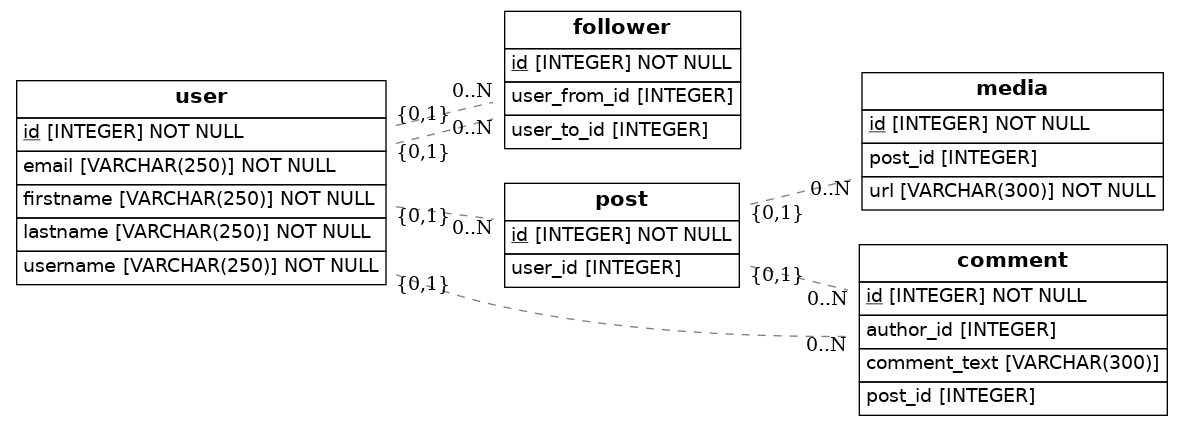 user
id [INTEGER] NOT NULL
email [VARCHAR(250)] NOT NULL
firstname [VARCHAR(250)] NOT NULL
lastname [VARCHAR(250)] NOT NULL
username [VARCHAR(250)] NOT NULL
{0,1}
0..N
{0,1}
0..N
{0,1}
0..N
{0,1}
0..N
follower
id [INTEGER] NOT NULL
user_from_id [INTEGER]
user_to_id [INTEGER]
post
id [INTEGER] NOT NULL
user_id [INTEGER]
{0,1}
0..N
{0,1}
0..N
media
id [INTEGER] NOT NULL
post_id [INTEGER]
url [VARCHAR(300)] NOT NULL
comment
id [INTEGER] NOT NULL
author_id [INTEGER]
comment_text [VARCHAR(300)]
post_id [INTEGER]